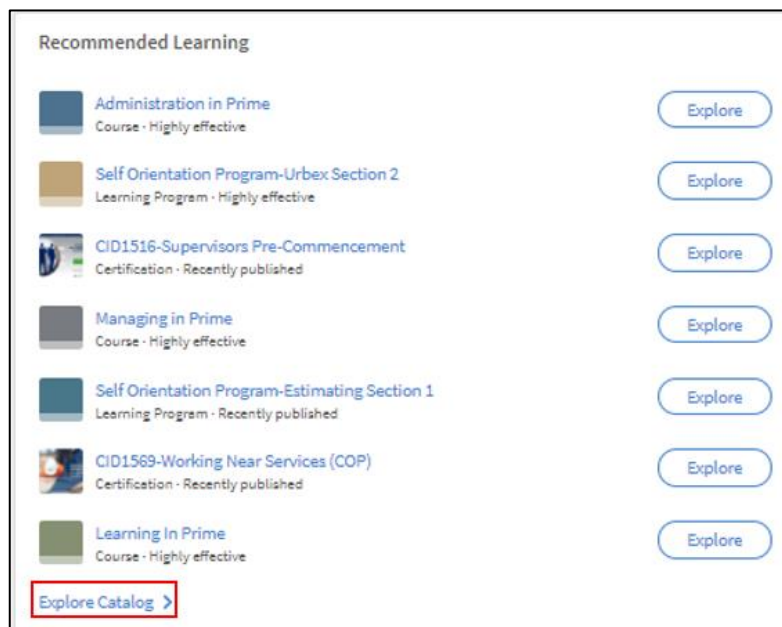 Recommended Learning
Administration in Prime
Course · Highly effective
Explore
Self Orientation Program-Urbex Section 2
Learning Program · Highly effective
Explore
CID1516-Supervisors Pre-Commencement
Certification · Recently published
Explore
Managing in Prime
Course · Highly effective
Explore
Self Orientation Program-Estimating Section 1
Learning Program · Recently published
Explore
CID1569-Working Near Services (COP)
Certification · Recently published
Explore
Learning In Prime
Course · Highly effective
Explore
Explore Catalog >